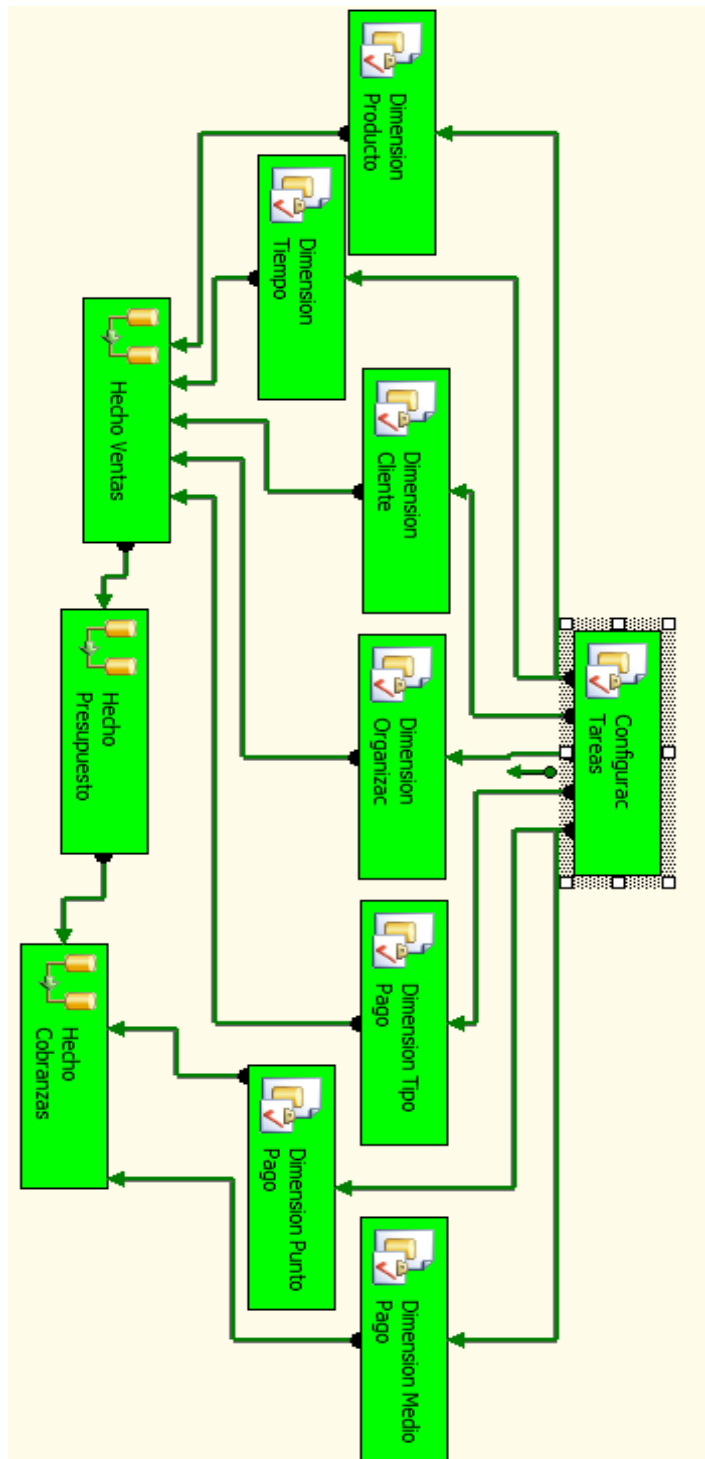 Configurac
Tareas
Dimension
Producto
Dimension
Tiempo
Dimension
Cliente
Dimension
Organizac
Dimension Tipo
Pago
Dimension Punto
Pago
Dimension Medio
Pago
Hecho Ventas
Hecho
Presupuesto
Hecho
Cobranzas